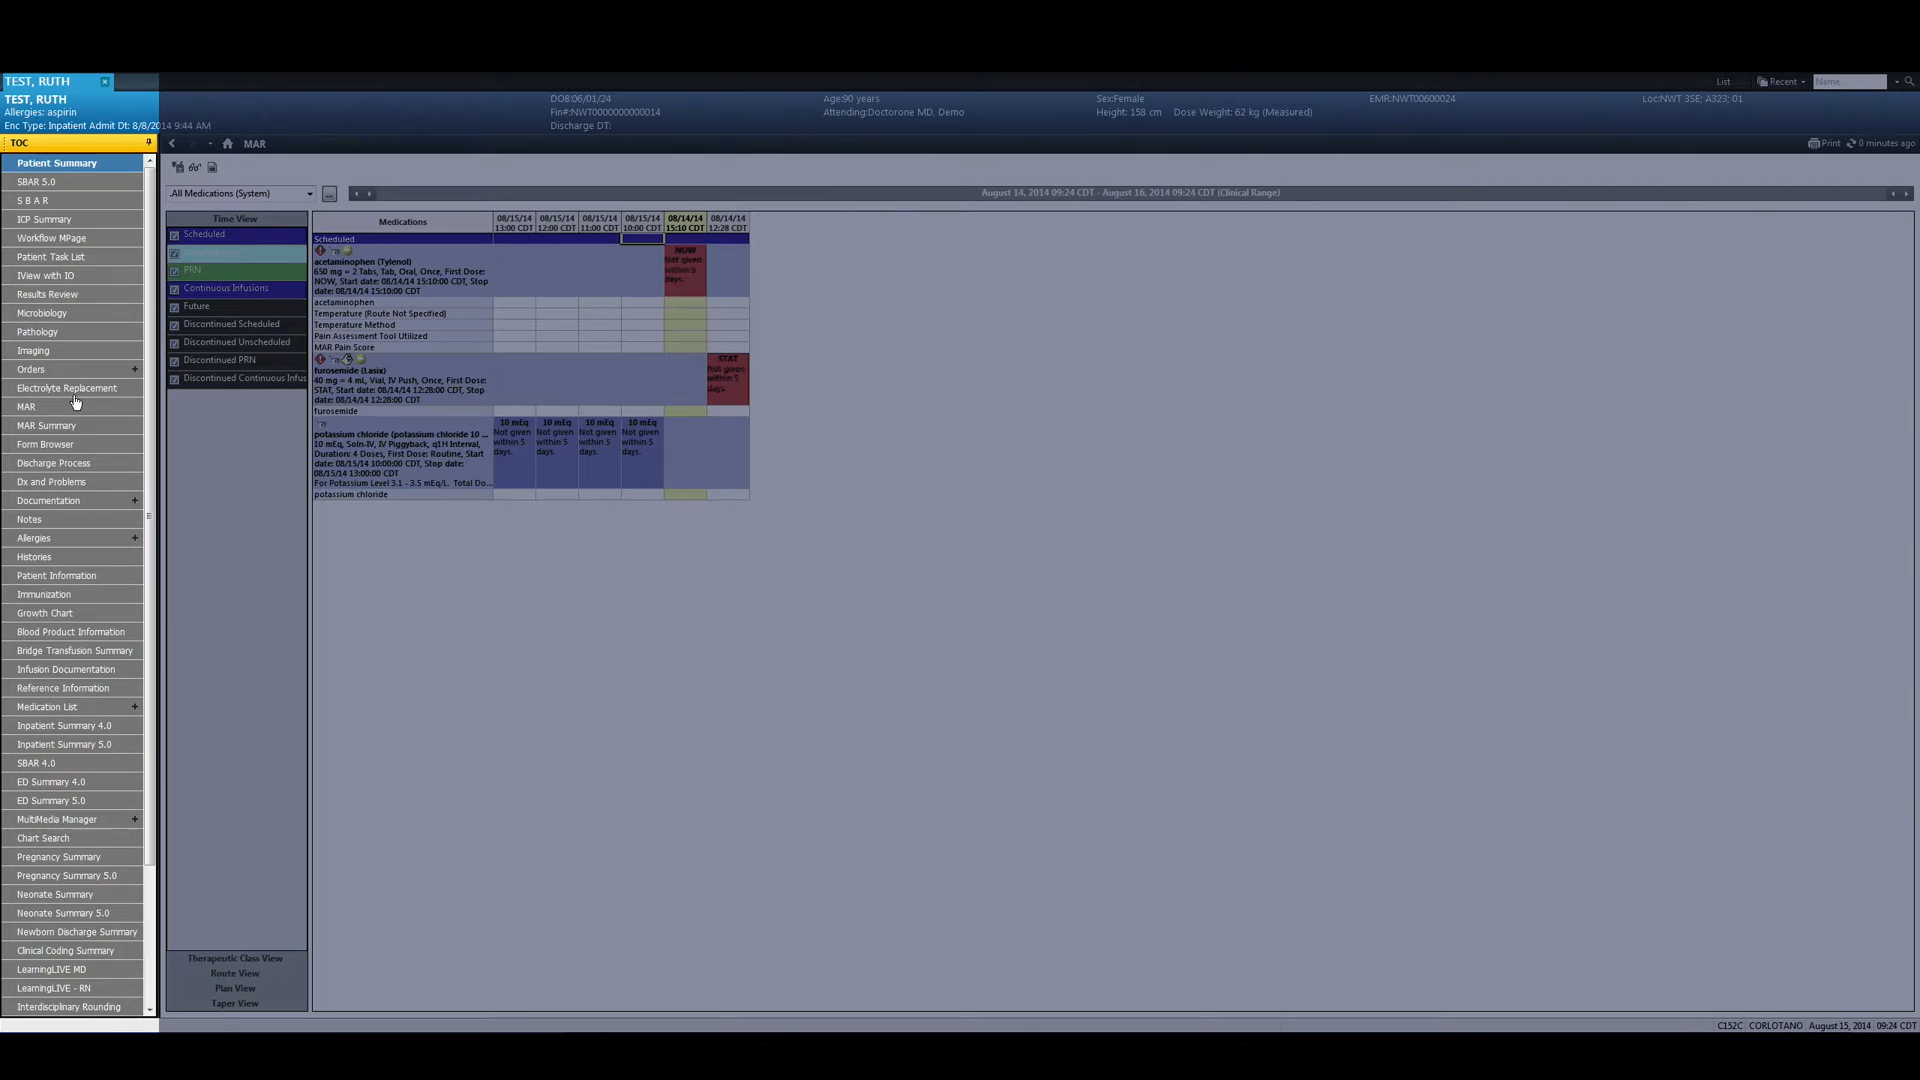 TEST, RUTH
List
Recent
Name
TEST, RUTH
Allergies: aspirin
Enc Type: Inpatient Admit Dt: 8/8/2014 9:44 AM
DOB:06/01/24
Fin#:NWT0000000000014
Discharge DT:
Age:90 years
Attending:Doctorone MD, Demo
Sex:Female
Height: 158 cm Dose Weight: 62 kg (Measured)
EMR:NWT00600024
Loc:NWT 3SE; A323; 01
TOC
MAR
Print
0 minutes ago
Patient Summary
SBAR 5.0
S B A R
ICP Summary
Workflow MPage
Patient Task List
IView with IO
Results Review
Microbiology
Pathology
Imaging
Orders +
Electrolyte Replacement
MAR
MAR Summary
Form Browser
Discharge Process
Dx and Problems
Documentation +
Notes
Allergies +
Histories
Patient Information
Immunization
Growth Chart
Blood Product Information
Bridge Transfusion Summary
Infusion Documentation
Reference Information
Medication List +
Inpatient Summary 4.0
Inpatient Summary 5.0
SBAR 4.0
ED Summary 4.0
ED Summary 5.0
MultiMedia Manager +
Chart Search
Pregnancy Summary
Pregnancy Summary 5.0
Neonate Summary
Neonate Summary 5.0
Newborn Discharge Summary
Clinical Coding Summary
LearningLIVE MD
LearningLIVE - RN
Interdisciplinary Rounding
.All Medications (System)
...
August 14, 2014 09:24 CDT - August 16, 2014 09:24 CDT (Clinical Range)
Time View
Scheduled
PRN
Continuous Infusions
Future
Discontinued Scheduled
Discontinued Unscheduled
Discontinued PRN
Discontinued Continuous Infus
Therapeutic Class View
Route View
Plan View
Taper View
Medications
08/15/14 13:00 CDT
08/15/14 12:00 CDT
08/15/14 11:00 CDT
08/15/14 10:00 CDT
08/14/14 15:10 CDT
08/14/14 12:28 CDT
Scheduled
acetaminophen (Tylenol)
650 mg = 2 Tabs, Tab, Oral, Once, First Dose:
NOW, Start date: 08/14/14 15:10:00 CDT, Stop
date: 08/14/14 15:10:00 CDT
NOW
Not given
within 5
days.
acetaminophen
Temperature (Route Not Specified)
Temperature Method
Pain Assessment Tool Utilized
MAR Pain Score
furosemide (Lasix)
40 mg = 4 mL, Vial, IV Push, Once, First Dose:
STAT, Start date: 08/14/14 12:28:00 CDT, Stop
date: 08/14/14 12:28:00 CDT
STAT
Not given
within 5
days.
furosemide
potassium chloride (potassium chloride 10 ...
10 mEq, Soln-IV, IV Piggyback, q1H Interval,
Duration: 4 Doses, First Dose: Routine, Start
date: 08/15/14 10:00:00 CDT, Stop date:
08/15/14 13:00:00 CDT
For Potassium Level 3.1 - 3.5 mEq/L. Total Do...
10 mEq
Not given
within 5
days.
10 mEq
Not given
within 5
days.
10 mEq
Not given
within 5
days.
10 mEq
Not given
within 5
days.
potassium chloride
C152C CORLOTANO August 15, 2014 09:24 CDT